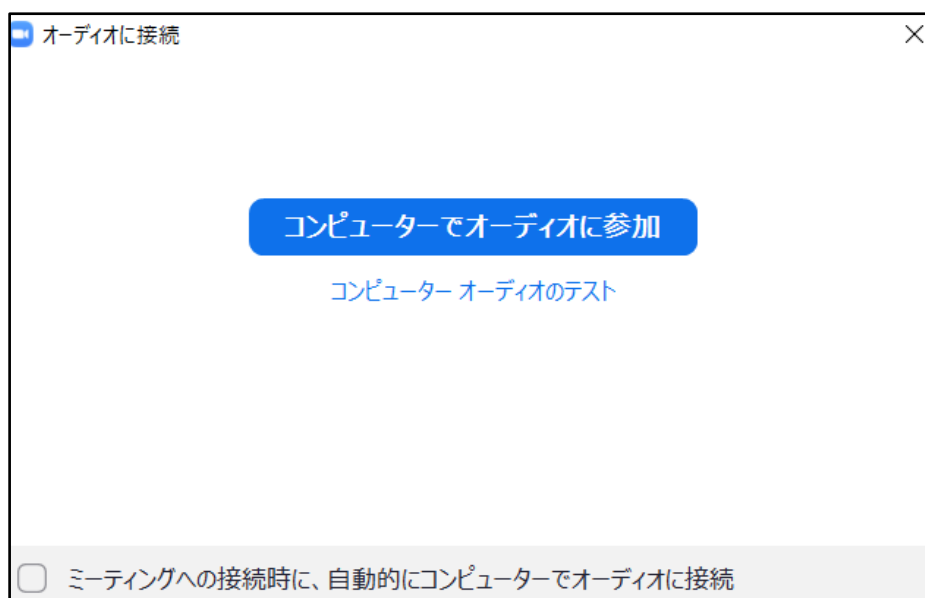 オーディオに接続
コンピューターでオーディオに参加
コンピューター オーディオのテスト
ミーティングへの接続時に、自動的にコンピューターでオーディオに接続